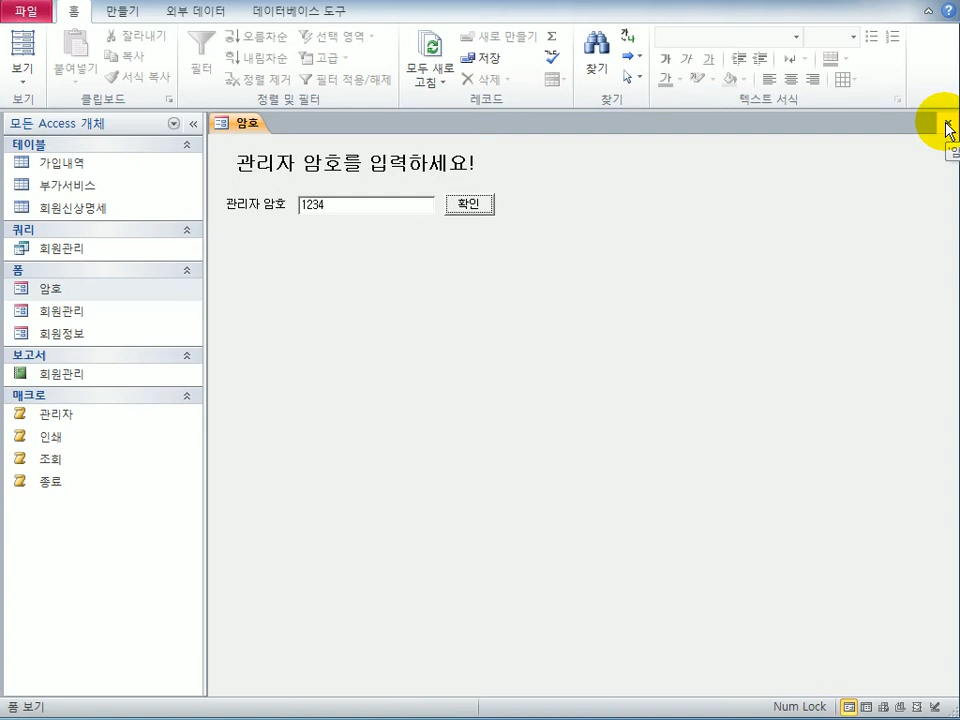 파일 홈 만들기 외부 데이터 데이터베이스 도구
보기
보기
붙여넣기
잘라내기
복사
서식 복사
클립보드
필터
오름차순
내림차순
정렬 제거
선택 영역
고급
필터 적용/해제
정렬 및 필터
모두 새로
고침
새로 만들기
저장
삭제
레코드
찾기
찾기
가 가 가
가
텍스트 서식
모든 Access 개체
테이블
가입내역
부가서비스
회원신상명세
쿼리
회원관리
폼
암호
회원관리
회원정보
보고서
회원관리
매크로
관리자
인쇄
조회
종료
암호
관리자 암호를 입력하세요!
관리자 암호 1234 확인
폼 보기 Num Lock